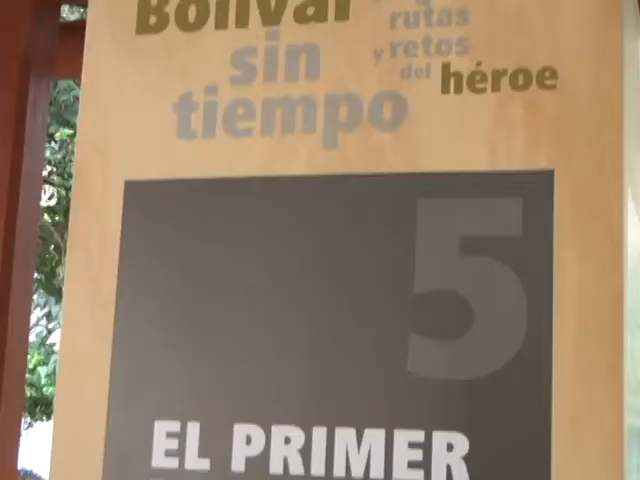 Bolívar
sin
tiempo
rutas
y retos
del héroe
5
EL PRIMER